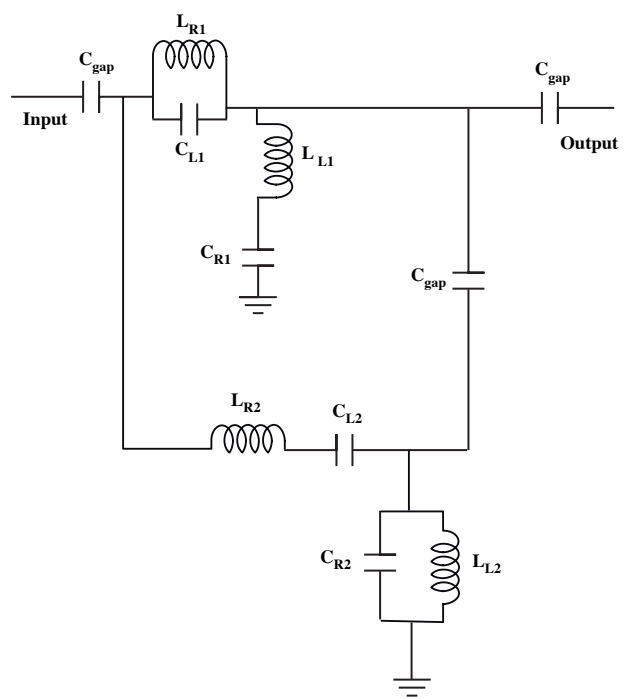 L_R1
C_gap
C_gap
Input
Output
C_L1
L_L1
C_R1
C_gap
L_R2
C_L2
C_R2
L_L2